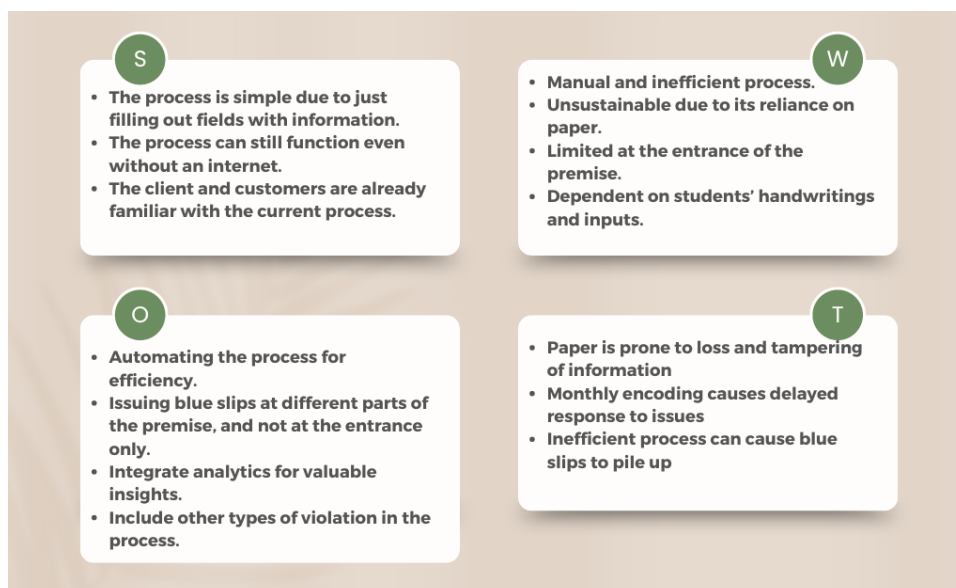 S
• The process is simple due to just
filling out fields with information.
• The process can still function even
without an internet.
• The client and customers are already
familiar with the current process.
W
• Manual and inefficient process.
• Unsustainable due to its reliance on
paper.
• Limited at the entrance of the
premise.
• Dependent on students’ handwritings
and inputs.
O
• Automating the process for
efficiency.
• Issuing blue slips at different parts of
the premise, and not at the entrance
only.
• Integrate analytics for valuable
insights.
• Include other types of violation in the
process.
T
• Paper is prone to loss and tampering
of information
• Monthly encoding causes delayed
response to issues
• Inefficient process can cause blue
slips to pile up